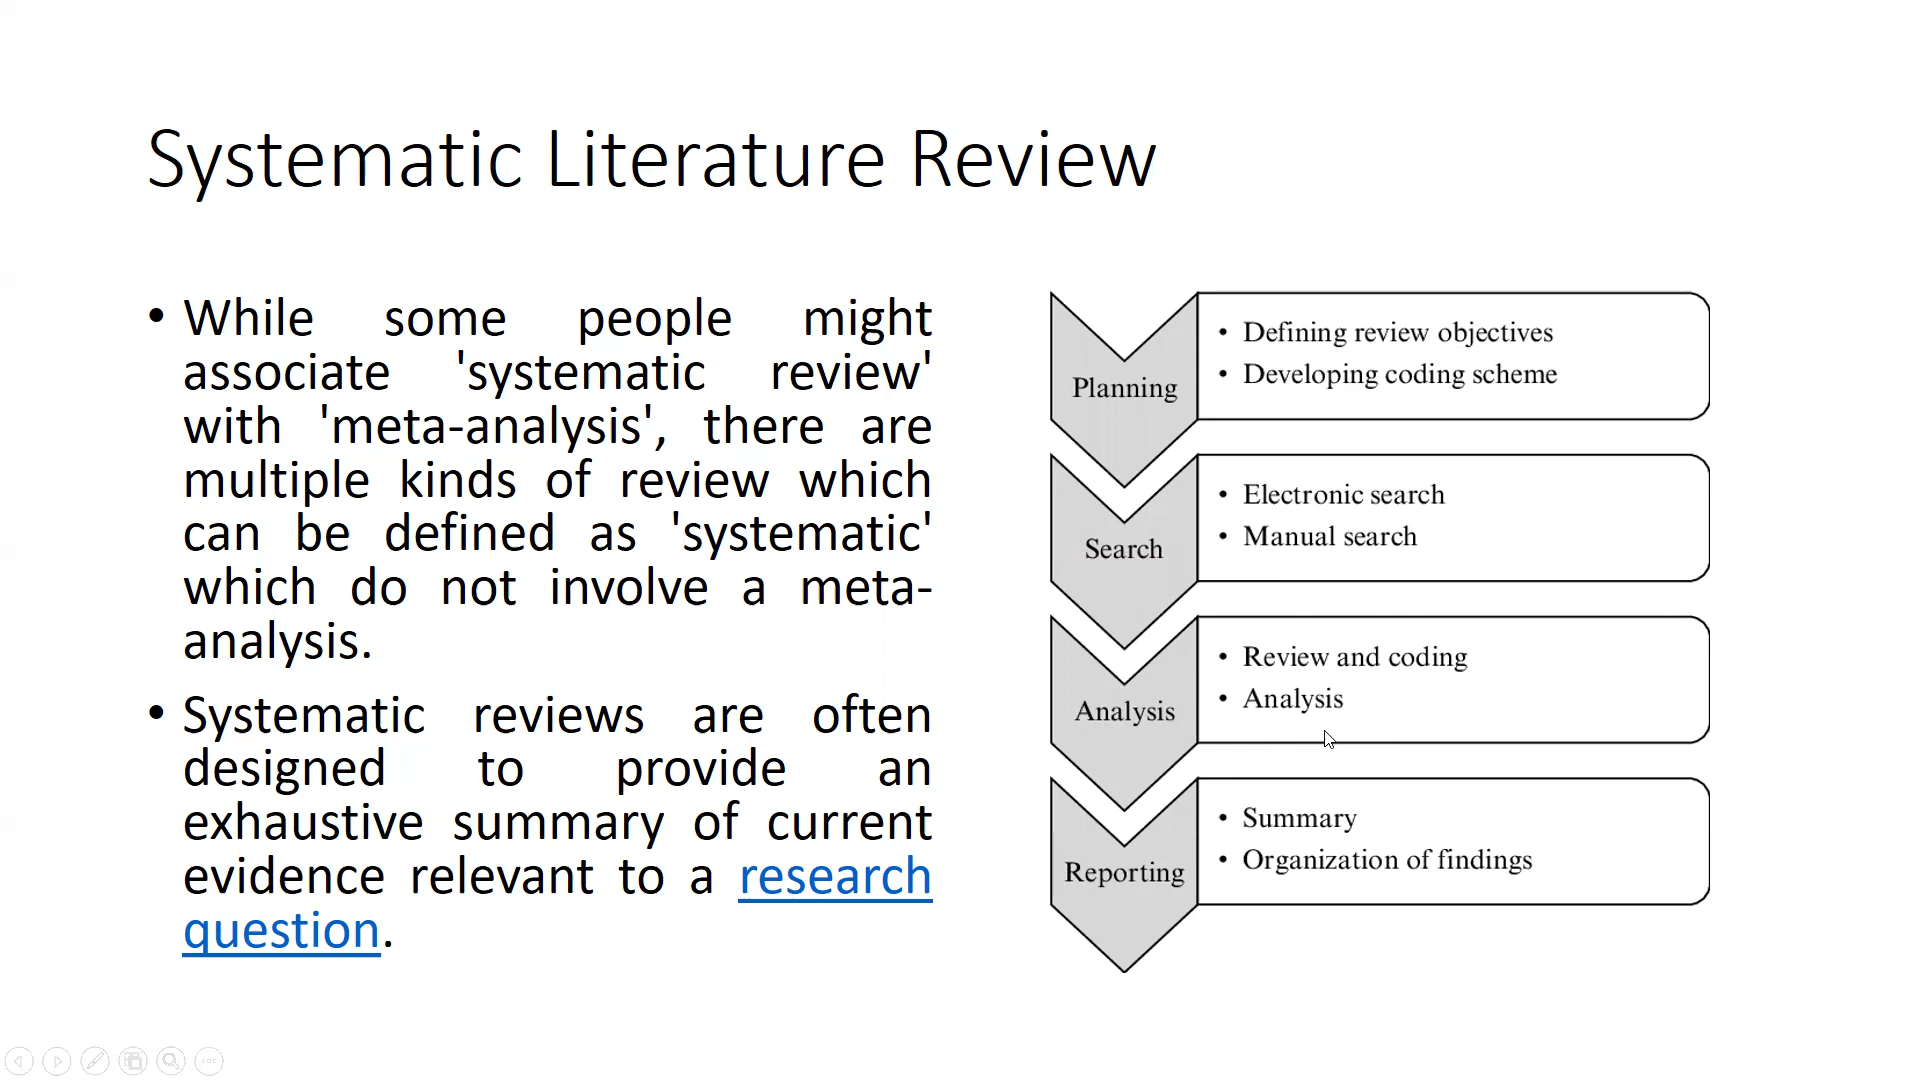 Systematic Literature Review
• While some people might
associate 'systematic review'
with 'meta-analysis', there are
multiple kinds of review which
can be defined as 'systematic'
which do not involve a meta-
analysis.
• Systematic reviews are often
designed to provide an
exhaustive summary of current
evidence relevant to a research
question.
Planning
• Defining review objectives
• Developing coding scheme
Search
• Electronic search
• Manual search
Analysis
• Review and coding
• Analysis
Reporting
• Summary
• Organization of findings